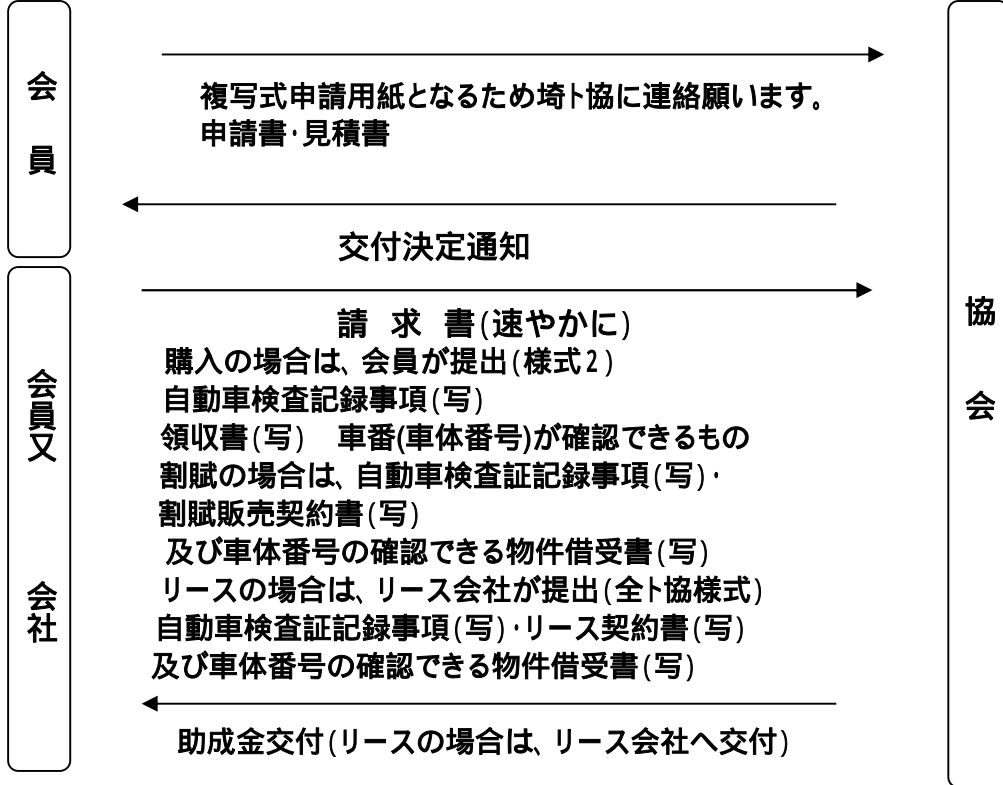 会員
複写式申請用紙となるため埼ト協に連絡願います。
申請書・見積書
交付決定通知
会員又
会社
協会
請 求 書(速やかに)
購入の場合は、会員が提出(様式2)
自動車検査記録事項(写)
領収書(写) 車番(車体番号)が確認できるもの
割賦の場合は、自動車検査証記録事項(写)・
割賦販売契約書(写)
及び車体番号の確認できる物件借受書(写)
リースの場合は、リース会社が提出(全ト協様式)
自動車検査証記録事項(写)・リース契約書(写)
及び車体番号の確認できる物件借受書(写)
助成金交付(リースの場合は、リース会社へ交付)